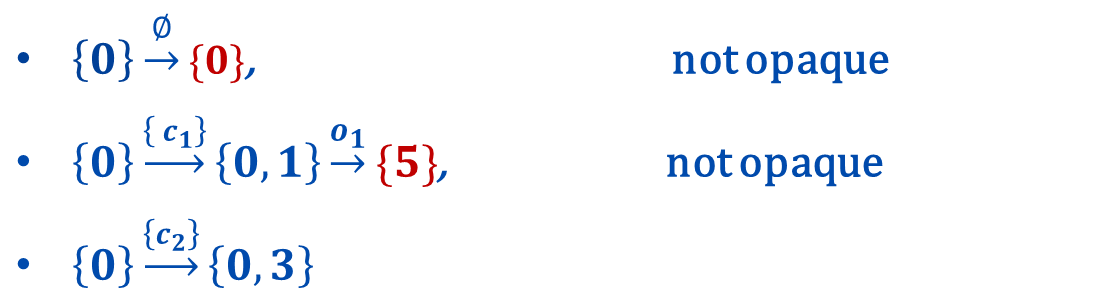 • {0} →^∅ {0}, not opaque
• {0} →^{ c₁} {0, 1} →^o₁ {5}, not opaque
• {0} →^{c₂} {0, 3}